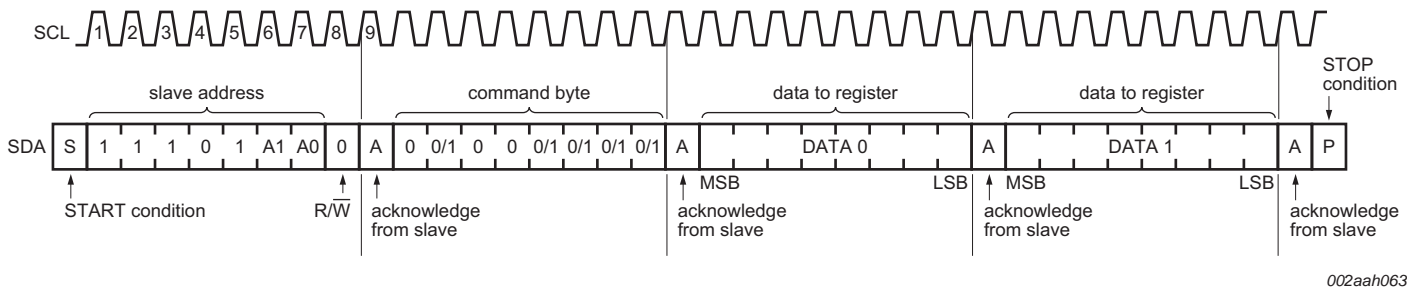 SCL 1 2 3 4 5 6 7 8 9
STOP
condition
slave address command byte data to register data to register
SDA S 1 1 1 0 1 A1 A0 0 A 0 0/1 0 0 0/1 0/1 0/1 0/1 A DATA 0 A DATA 1 A P
MSB LSB MSB LSB
START condition R/W̅ acknowledge acknowledge acknowledge acknowledge
from slave from slave from slave from slave
002aah063